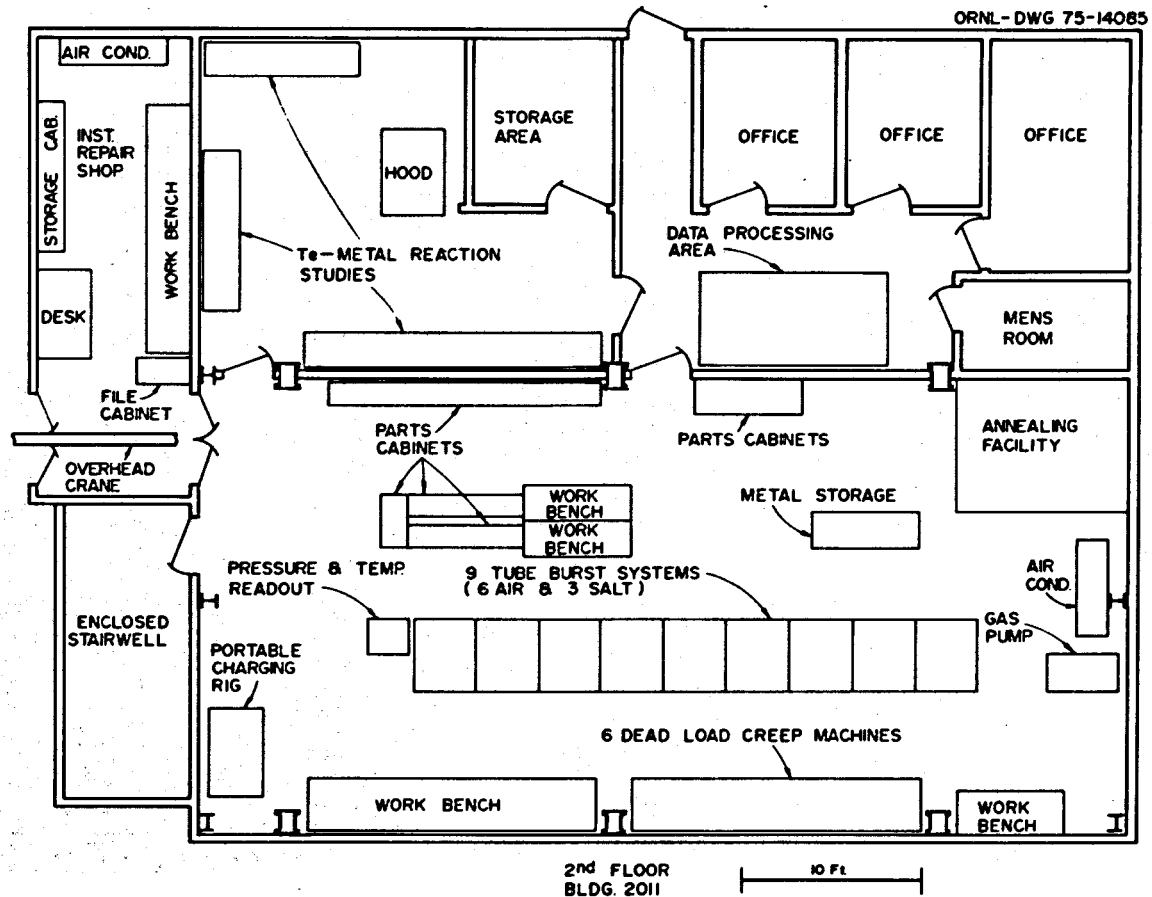 ORNL-DWG 75-14085
AIR COND.
STORAGE CAB.
INST.
REPAIR
SHOP
WORK BENCH
DESK
FILE
CABINET
OVERHEAD
CRANE
HOOD
STORAGE
AREA
Te-METAL REACTION
STUDIES
OFFICE
OFFICE
OFFICE
DATA PROCESSING
AREA
MENS
ROOM
PARTS
CABINETS
PARTS CABINETS
ANNEALING
FACILITY
WORK
BENCH
WORK
BENCH
METAL STORAGE
PRESSURE & TEMP.
READOUT
9 TUBE BURST SYSTEMS
(6 AIR & 3 SALT)
AIR
COND.
GAS
PUMP
ENCLOSED
STAIRWELL
PORTABLE
CHARGING
RIG
6 DEAD LOAD CREEP MACHINES
WORK BENCH
WORK
BENCH
2nd FLOOR
BLDG. 2011
10 Ft.